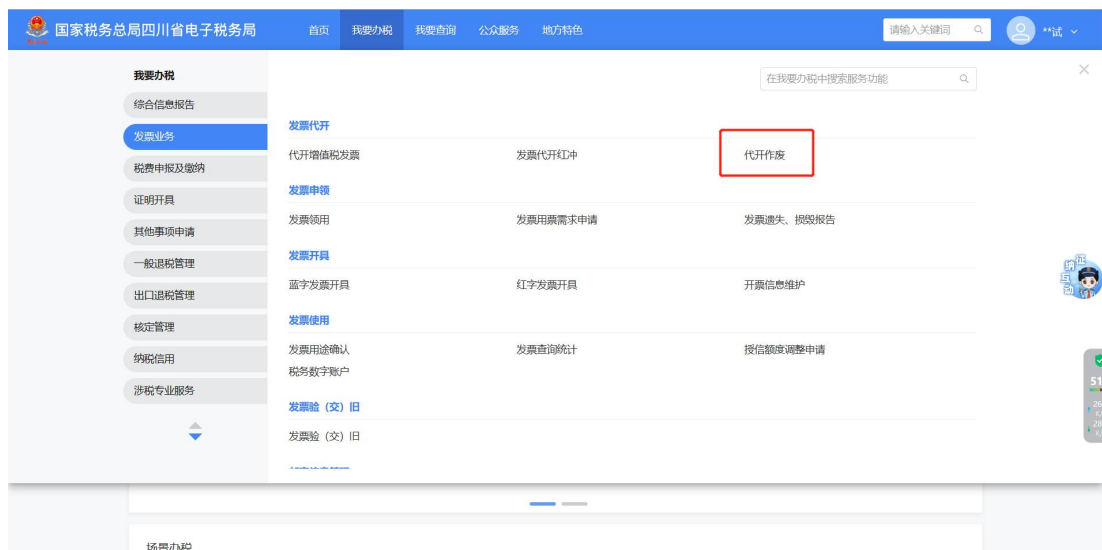 国家税务总局四川省电子税务局 首页 我要办税 我要查询 公众服务 地方特色 请输入关键词 **试
我要办税 在我要办税中搜索服务功能
综合信息报告
发票业务
税费申报及缴纳
证明开具
其他事项申请
一般退税管理
出口退税管理
核定管理
纳税信用
涉税专业服务
发票代开
代开增值税发票 发票代开红冲 代开作废
发票申领
发票领用 发票用票需求申请 发票遗失、损毁报告
发票开具
蓝字发票开具 红字发票开具 开票信息维护
发票使用
发票用途确认 发票查询统计 授信额度调整申请
税务数字账户
发票验（交）旧
发票验（交）旧
征纳互动
51
场景办税